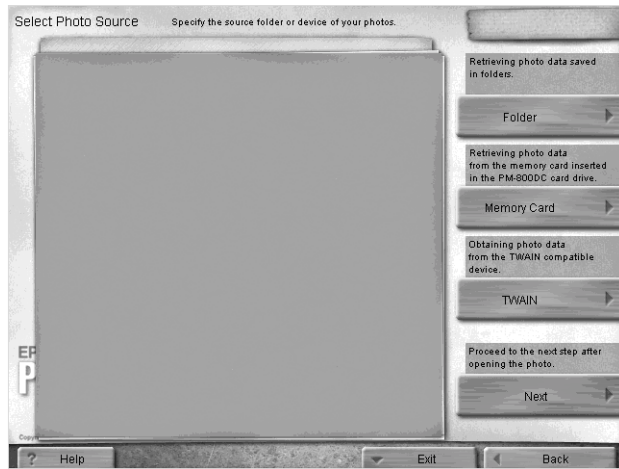 Select Photo Source
Specify the source folder or device of your photos.
Retrieving photo data saved
in folders.
Folder
Retrieving photo data
from the memory card inserted
in the PM-800DC card drive.
Memory Card
Obtaining photo data
from the TWAIN compatible
device.
TWAIN
EP
P
Proceed to the next step after
opening the photo.
Next
? Help
Exit
Back